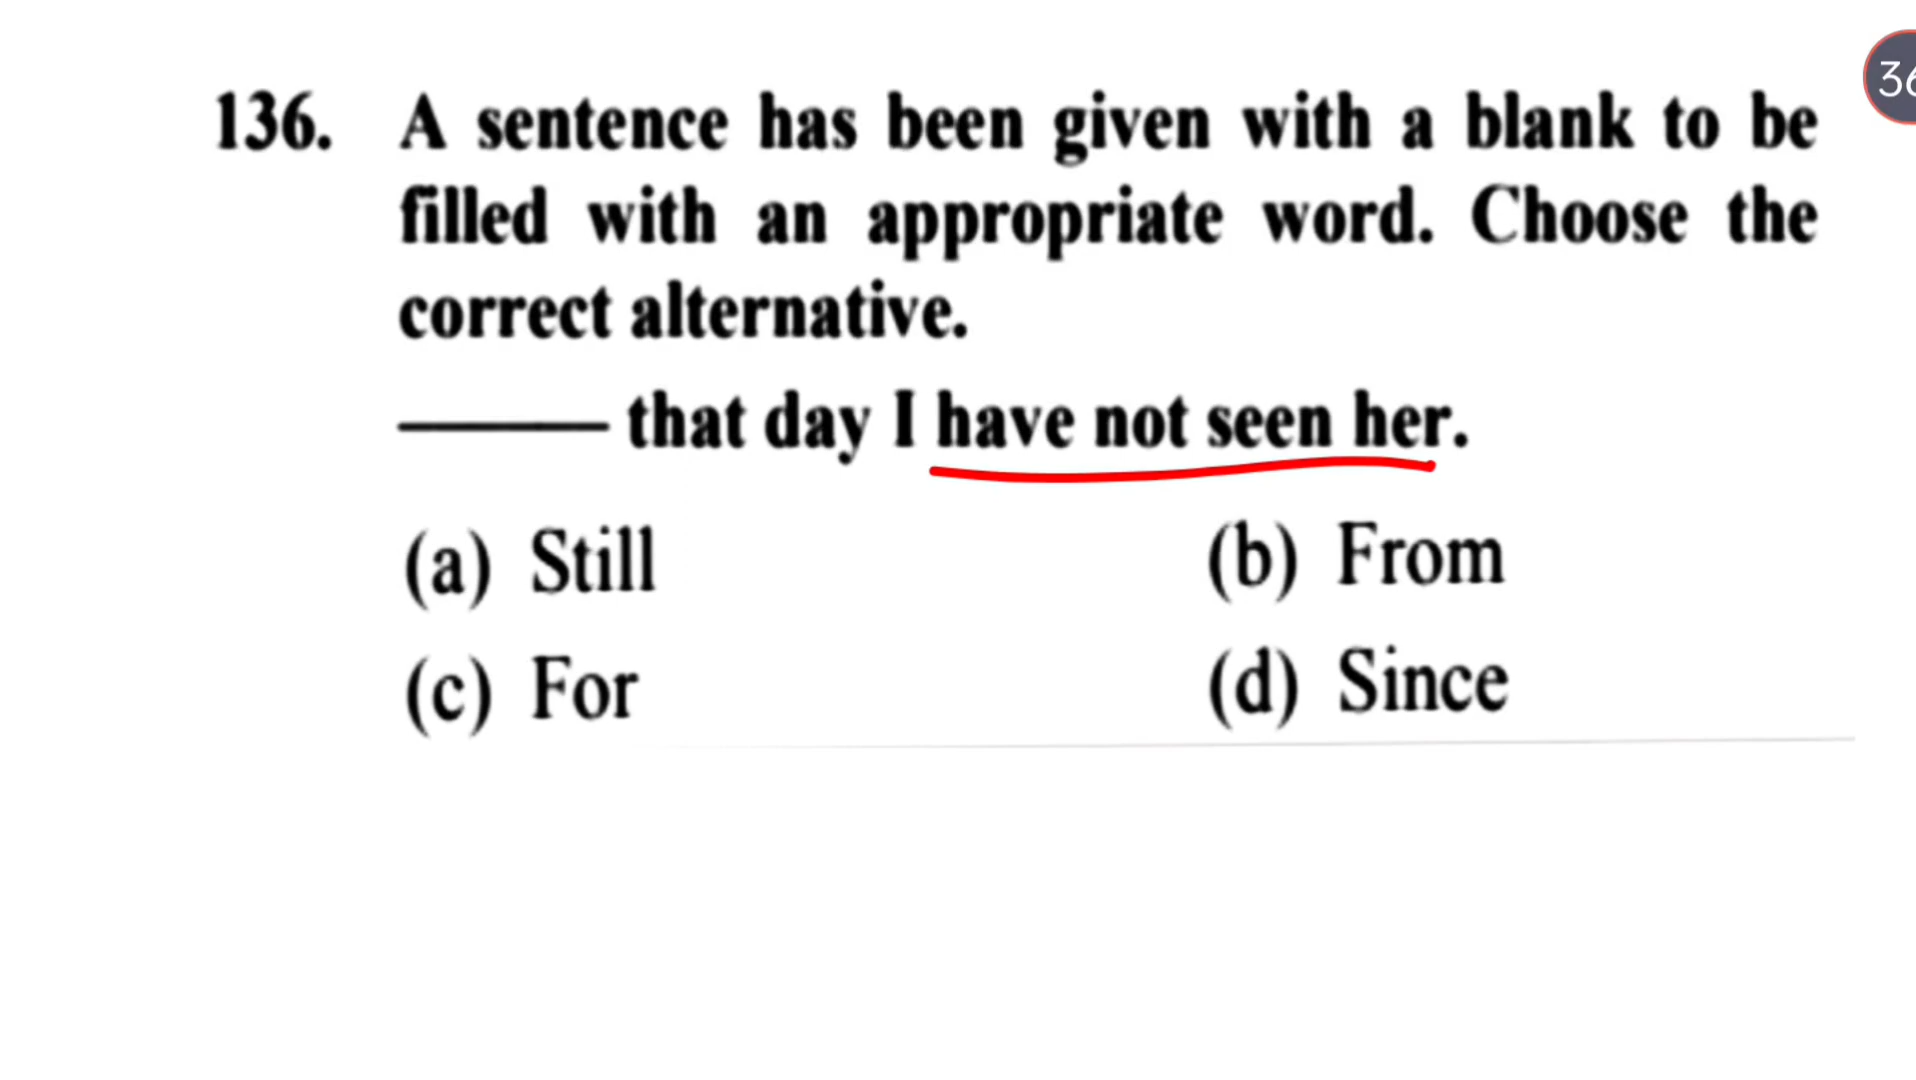 136. A sentence has been given with a blank to be
filled with an appropriate word. Choose the
correct alternative.
______ that day I have not seen her.
(a) Still (b) From
(c) For (d) Since